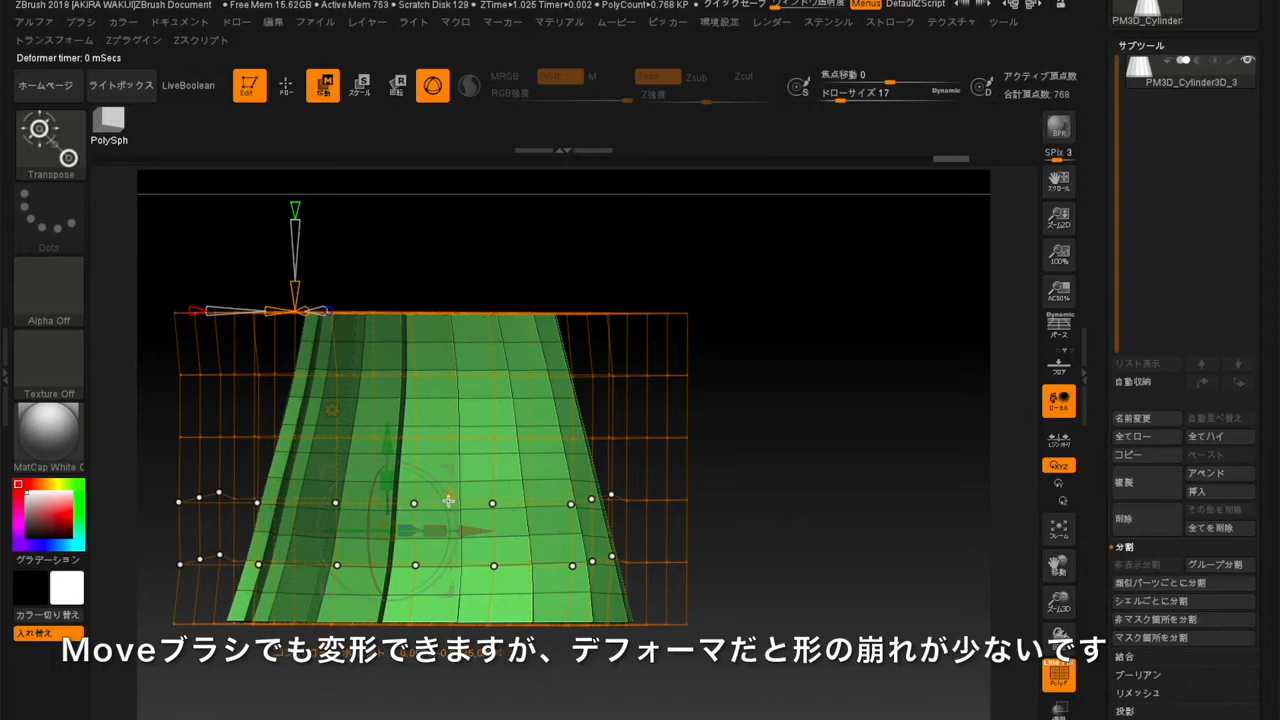 ZBrush 2018 [AKIRA WAKUI]ZBrush Document • Free Mem 15.62GB • Active Mem 763 • Scratch Disk 129 • ZTime▸1.025 Timer▸0.002 • PolyCount▸0.768 KP • クイックセーブ ウィンドウ透明度 Menus DefaultZScript
アルファ ブラシ カラー ドキュメント ドロー 編集 ファイル レイヤー ライト マクロ マーカー マテリアル ムービー ピッカー 環境設定 レンダー ステンシル ストローク テクスチャ ツール
トランスフォーム Zプラグイン Zスクリプト
Deformer timer: 0 mSecs
ホームページ ライトボックス LiveBoolean Edit ドロー 移動 スケール 回転
MRGB RGB M Zadd Zsub Zcut
RGB強度 Z強度
焦点移動 0
ドローサイズ 17 Dynamic
アクティブ頂点数
合計頂点数: 768
PM3D_Cylinder
サブツール
PM3D_Cylinder3D_3
PolySph
Transpose
Dots
Alpha Off
Texture Off
MatCap White C
グラデーション
カラー切り替え
入れ替え
BPR
SPix 3
スクロール
ズーム2D
100%
AC50%
Dynamic
パース
フロア
ローカル
XYZ
フレーム
移動
ズーム3D
PolyF
リスト表示
自動収納
名前変更 自動並べ替え
全てロー 全てハイ
コピー ペースト
複製 アペンド
挿入
削除 その他を削除
全てを削除
分割
非表示分割 グループ分割
類似パーツごとに分割
シェルごとに分割
非マスク箇所を分割
マスク箇所を分割
結合
ブーリアン
リメッシュ
投影
Moveブラシでも変形できますが、デフォーマだと形の崩れが少ないです